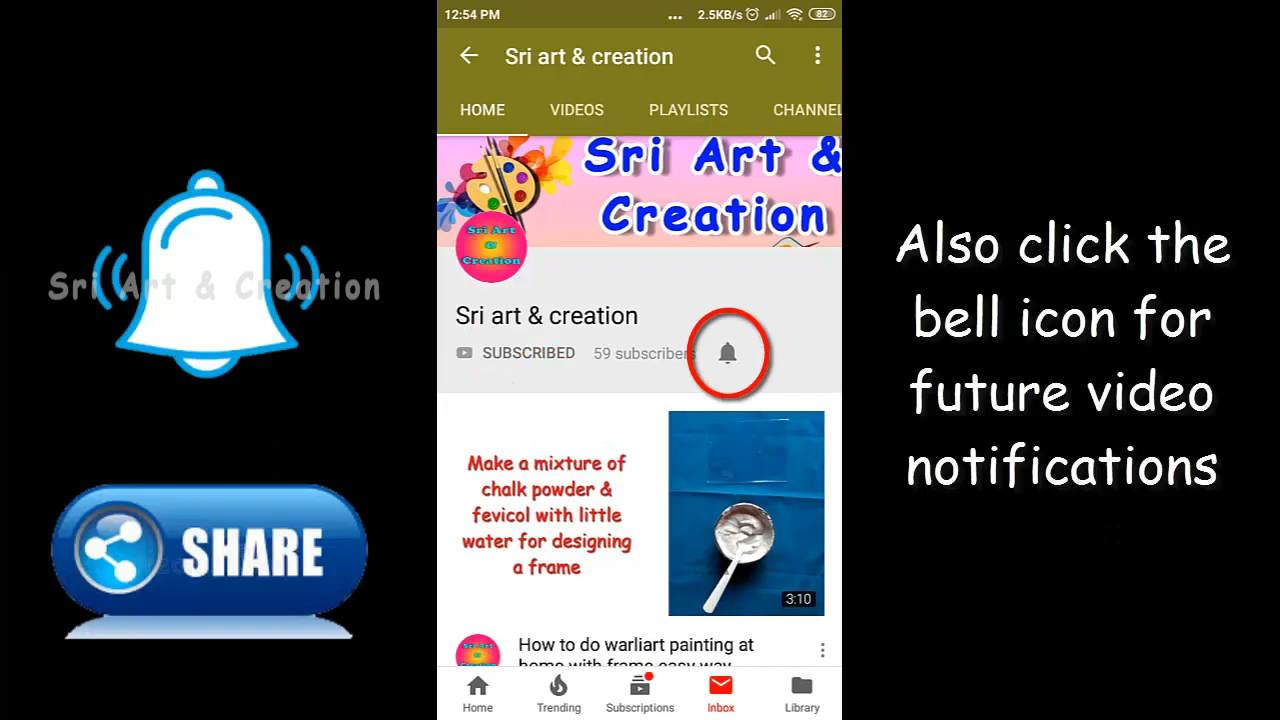 12:54 PM
... 2.5KB/s 82
Sri art & creation
HOME VIDEOS PLAYLISTS CHANNEL
Sri Art &
Creation
Sri Art
&
Creation
Sri art & creation
SUBSCRIBED 59 subscribers
Make a mixture of
chalk powder &
fevicol with little
water for designing
a frame
3:10
How to do warliart painting at
home with frame easy way
Home Trending Subscriptions Inbox Library
Sri Art & Creation
SHARE
Also click the
bell icon for
future video
notifications